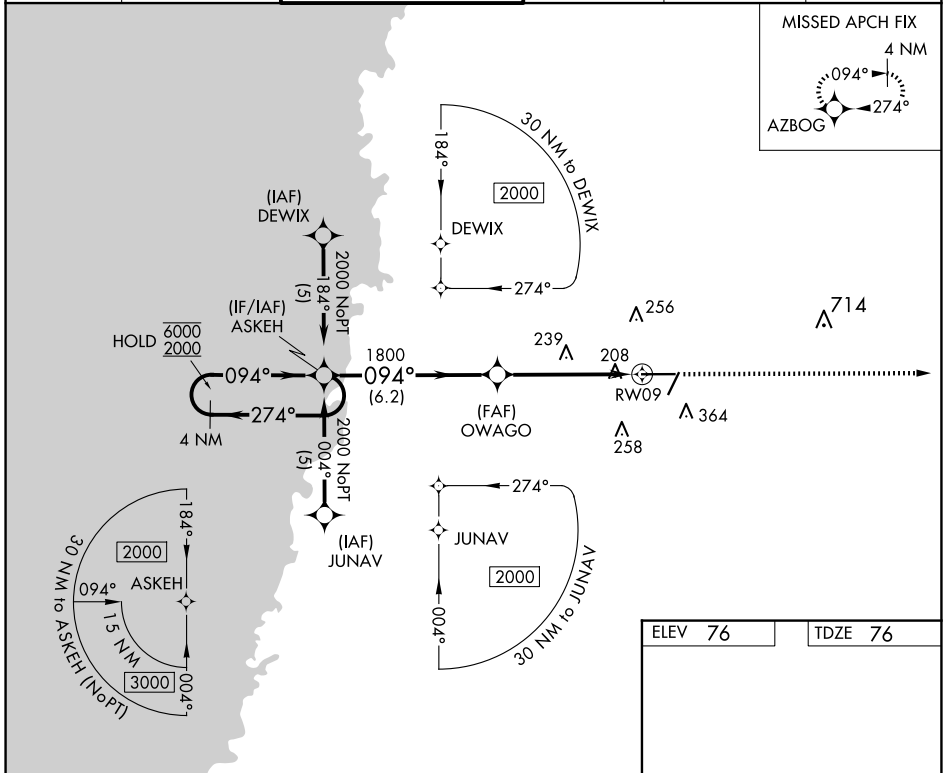 MISSED APCH FIX
4 NM
094°
274°
AZBOG
30 NM to DEWIX
184°
2000
DEWIX
274°
(IAF)
DEWIX
2000 NoPT
184°
(5)
(IF/IAF)
ASKEH
HOLD 6000
2000
094°
274°
4 NM
1800
094°
(6.2)
(FAF)
OWAGO
239
256
208
RW09
714
364
258
2000 NoPT
004°
(5)
(IAF)
JUNAV
274°
JUNAV
2000
004°
30 NM to JUNAV
184°
2000
ASKEH
094°
15 NM
3000
004°
30 NM to ASKEH (NoPT)
ELEV 76
TDZE 76